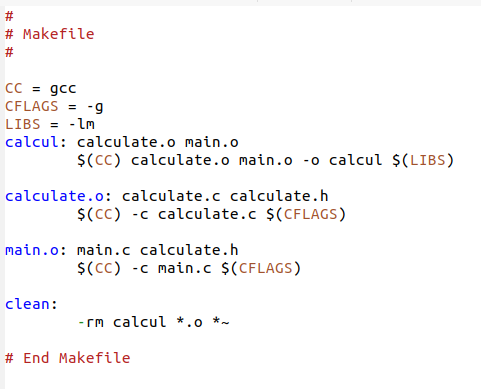 #
# Makefile
#
CC = gcc
CFLAGS = -g
LIBS = -lm
calcul: calculate.o main.o
        $(CC) calculate.o main.o -o calcul $(LIBS)
calculate.o: calculate.c calculate.h
        $(CC) -c calculate.c $(CFLAGS)
main.o: main.c calculate.h
        $(CC) -c main.c $(CFLAGS)
clean:
        -rm calcul *.o *~
# End Makefile